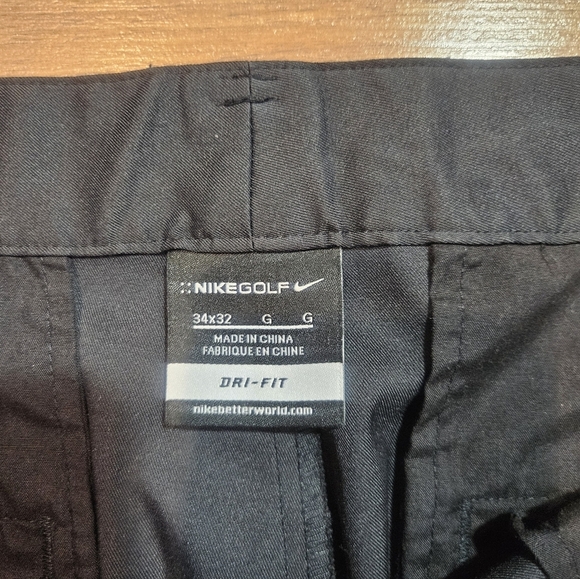 NIKEGOLF
34x32 G G
MADE IN CHINA
FABRIQUE EN CHINE
DRI-FIT
nikebetterworld.com